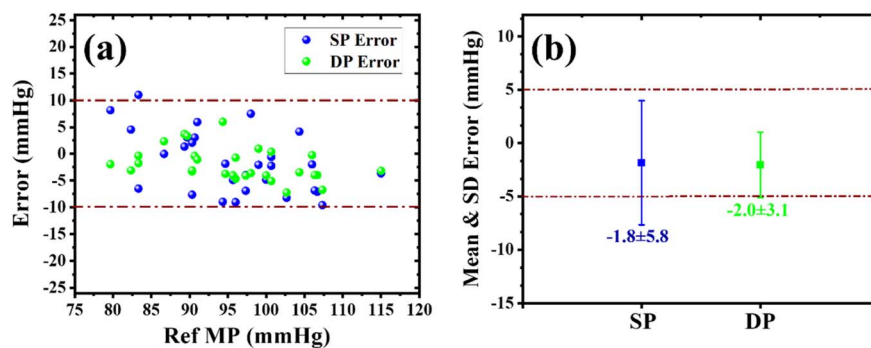 (a)
SP Error
DP Error
Error (mmHg)
25
20
15
10
5
0
-5
-10
-15
-20
-25
75 80 85 90 95 100 105 110 115 120
Ref MP (mmHg)
(b)
Mean & SD Error (mmHg)
10
5
0
-5
-10
-15
-1.8±5.8
-2.0±3.1
SP DP